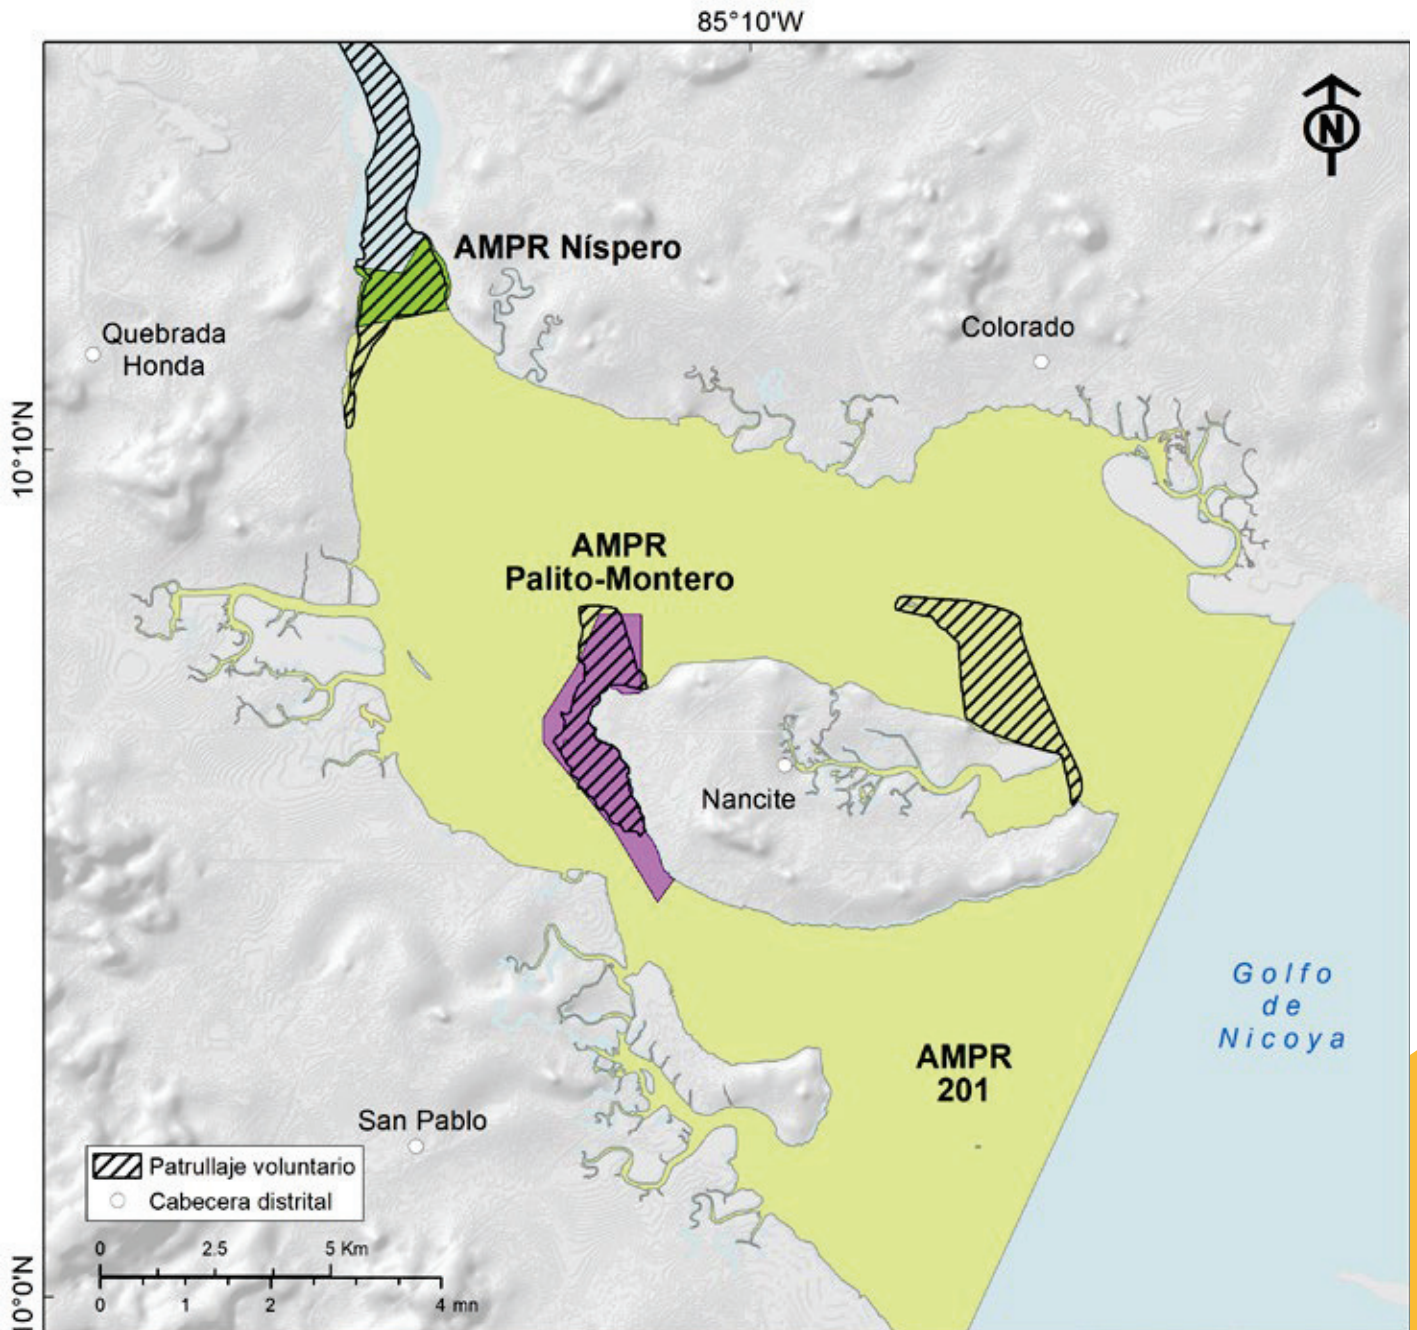 85°10'W
N
AMPR Níspero
Quebrada
Honda
Colorado
10°10'N
AMPR
Palito-Montero
Nancite
Golfo
de
Nicoya
AMPR
201
San Pablo
Patrullaje voluntario
Cabecera distrital
0 2.5 5 Km
0 1 2 4 mn
10°0'N